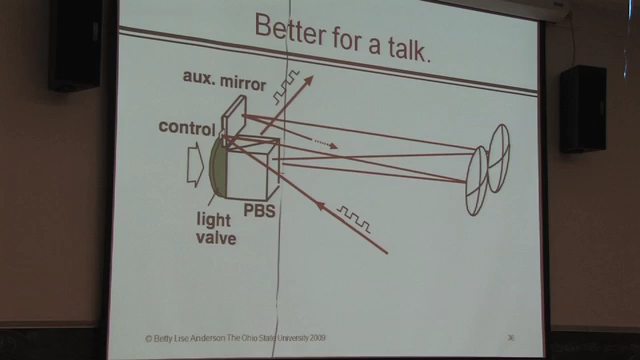 Better for a talk.
aux. mirror
control
PBS
light
valve
© Betty Lise Anderson The Ohio State University 2009
36